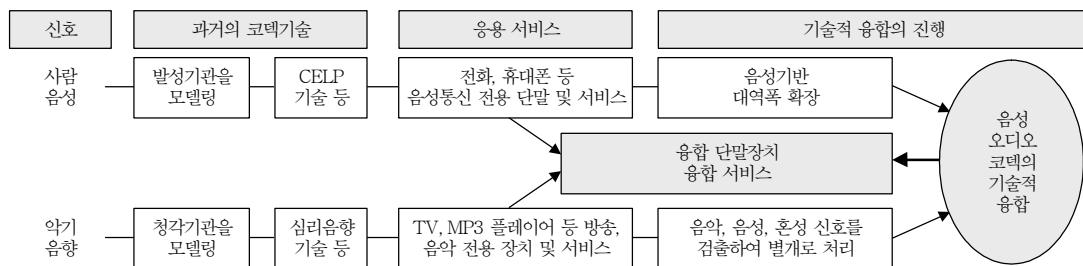 신호
과거의 코덱기술
응용 서비스
기술적 융합의 진행
사람
음성
발성기관을
모델링
CELP
기술 등
전화, 휴대폰 등
음성통신 전용 단말 및 서비스
음성기반
대역폭 확장
융합 단말장치
융합 서비스
음성
오디오
코덱의
기술적
융합
악기
음향
청각기관을
모델링
심리음향
기술 등
TV, MP3 플레이어 등 방송,
음악 전용 장치 및 서비스
음악, 음성, 혼성 신호를
검출하여 별개로 처리